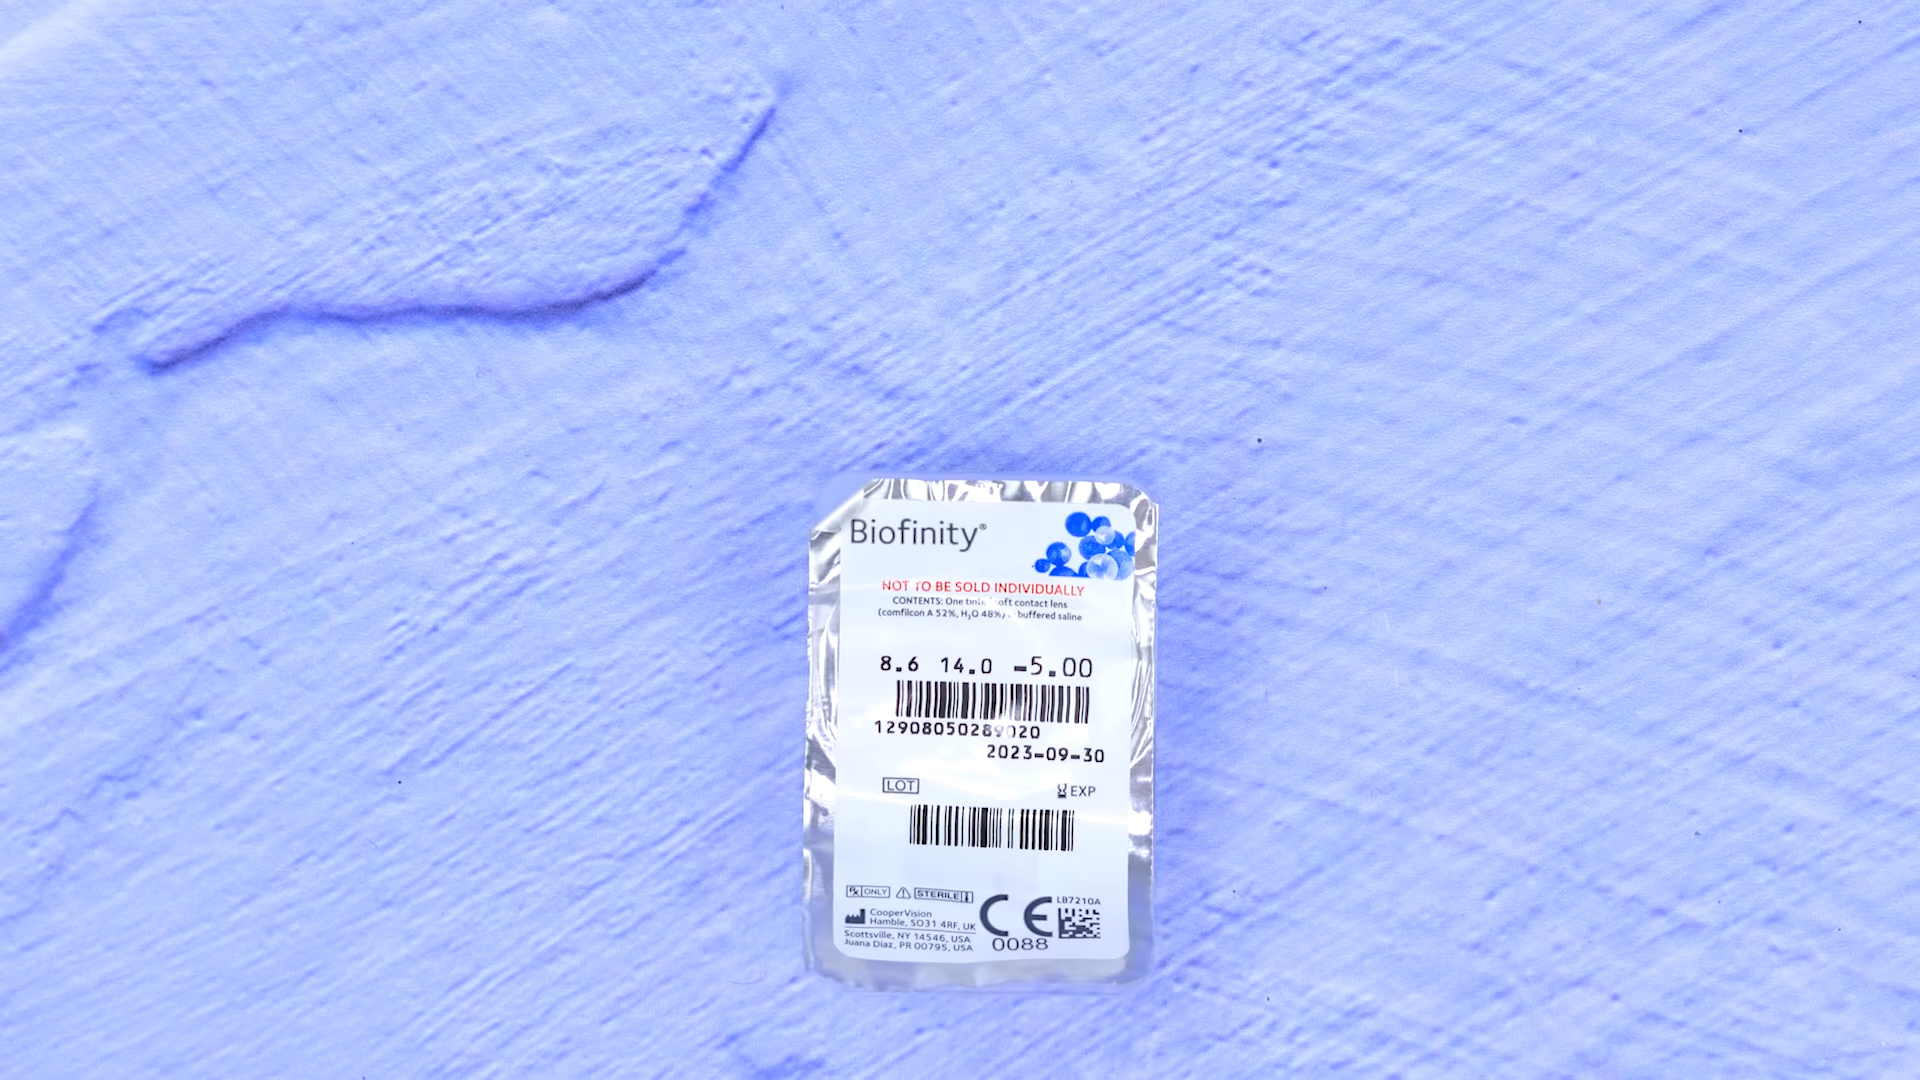 Biofinity®
NOT TO BE SOLD INDIVIDUALLY
CONTENTS: One soft contact lens
(comfilcon A 52%, H₂O 48%) buffered saline
8.6 14.0 -5.00
12908050289020
2023-09-30
LOT EXP
Rx ONLY STERILE
CE LB7210A
CooperVision
Hamble, SO31 4RF, UK
Scottsville, NY 14546, USA
Juana Diaz, PR 00795, USA
0088